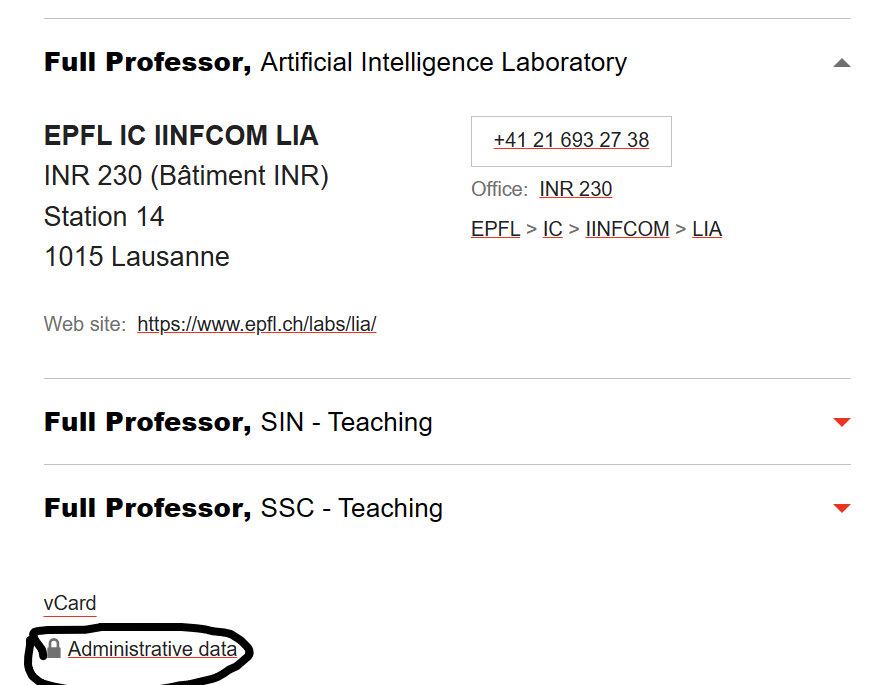 Full Professor, Artificial Intelligence Laboratory
EPFL IC IINFCOM LIA
INR 230 (Bâtiment INR)
Station 14
1015 Lausanne
+41 21 693 27 38
Office: INR 230
EPFL > IC > IINFCOM > LIA
Web site: https://www.epfl.ch/labs/lia/
Full Professor, SIN - Teaching
Full Professor, SSC - Teaching
vCard
Administrative data